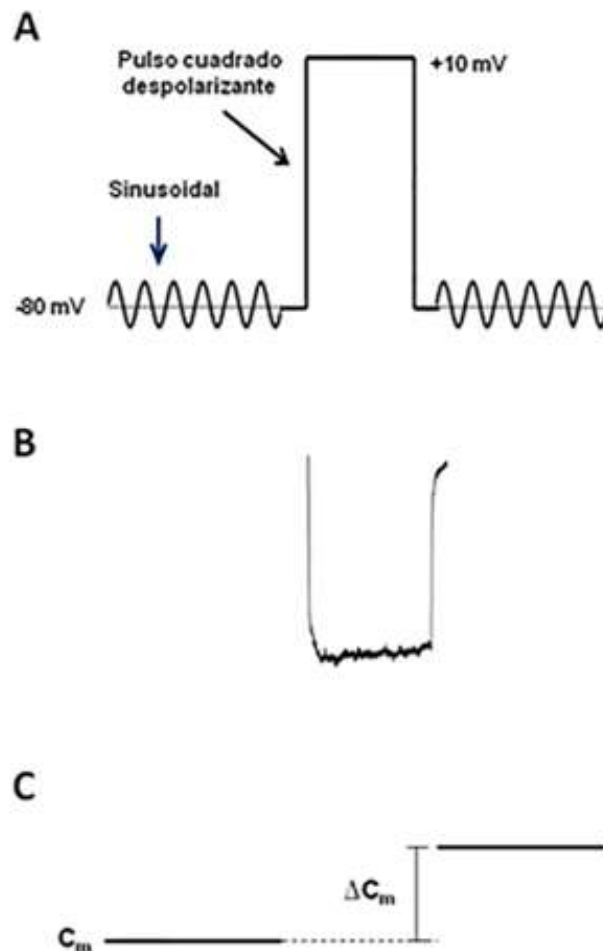 A
Pulso cuadrado
despolarizante
+10 mV
Sinusoidal
-80 mV
B
C
ΔCm
Cm